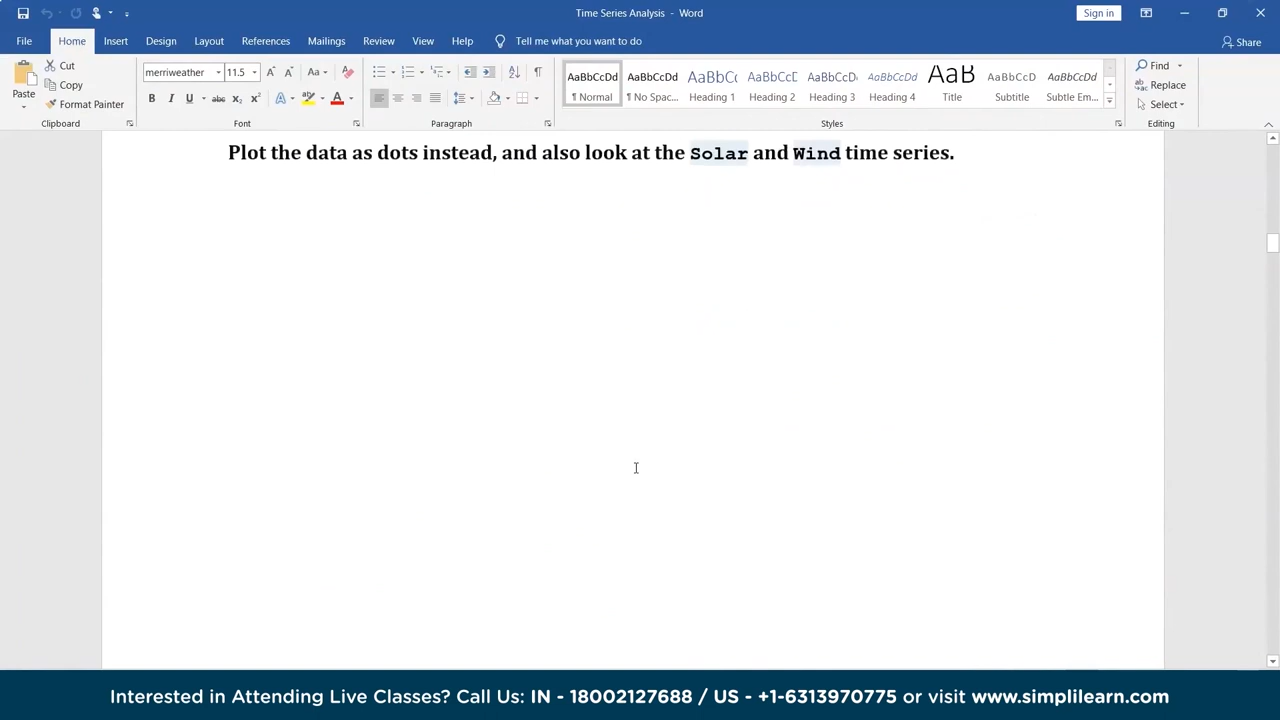 Time Series Analysis - Word
Sign in
File Home Insert Design Layout References Mailings Review View Help Tell me what you want to do
Share
Paste
Cut
Copy
Format Painter
Clipboard
merriweather 11.5
Font
Paragraph
AaBbCcDd AaBbCcDd AaBbCc AaBbCcD AaBbCcD AaBbCcD AaB AaBbCcD AaBbCcD
¶ Normal ¶ No Spac... Heading 1 Heading 2 Heading 3 Heading 4 Title Subtitle Subtle Em...
Styles
Find
Replace
Select
Editing
Plot the data as dots instead, and also look at the Solar and Wind time series.
Interested in Attending Live Classes? Call Us: IN - 18002127688 / US - +1-6313970775 or visit www.simplilearn.com